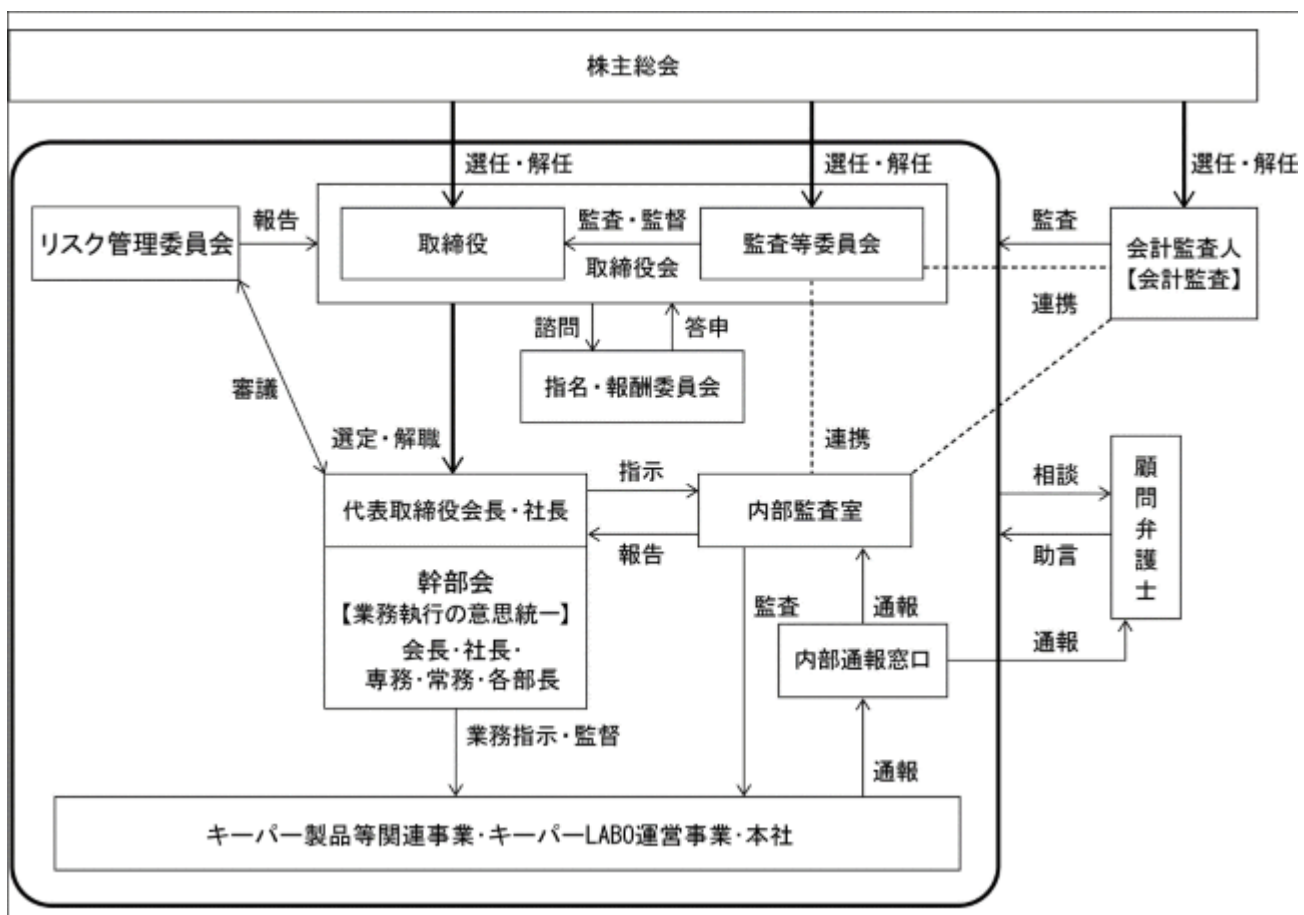 株主総会
選任・解任
選任・解任
選任・解任
リスク管理委員会
報告
取締役
監査・監督
監査等委員会
取締役会
監査
会計監査人
【会計監査】
連携
諮問
答申
指名・報酬委員会
審議
選定・解職
連携
代表取締役会長・社長
指示
報告
内部監査室
相談
助言
顧問弁護士
幹部会
【業務執行の意思統一】
会長・社長・
専務・常務・各部長
監査
通報
内部通報窓口
通報
業務指示・監督
通報
キーパー製品等関連事業・キーパーLABO運営事業・本社